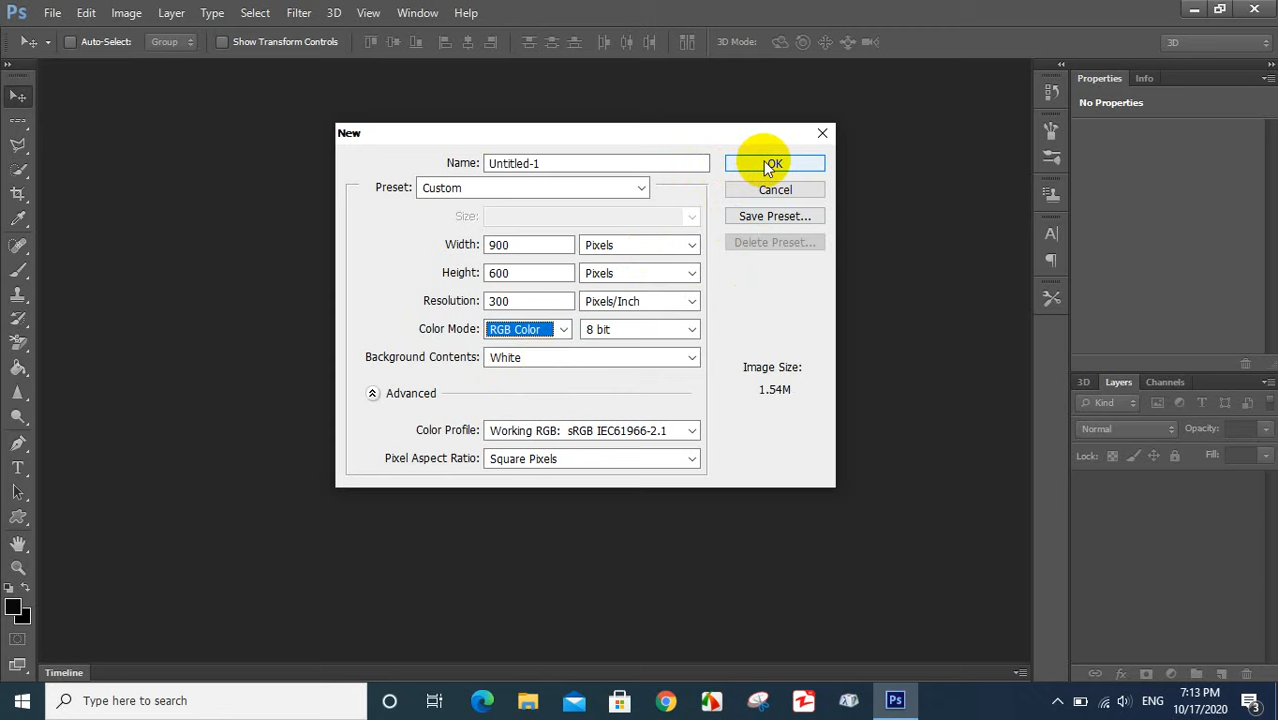 Ps File Edit Image Layer Type Select Filter 3D View Window Help
Auto-Select: Group Show Transform Controls 3D Mode: 3D
Properties Info
No Properties
New
Name: Untitled-1 OK
Preset: Custom Cancel
Size: Save Preset...
Width: 900 Pixels Delete Preset...
Height: 600 Pixels
Resolution: 300 Pixels/Inch
Color Mode: RGB Color 8 bit
Background Contents: White Image Size:
1.54M
Advanced
Color Profile: Working RGB: sRGB IEC61966-2.1
Pixel Aspect Ratio: Square Pixels
3D Layers Channels
Kind
Normal Opacity:
Lock: Fill:
Timeline
Type here to search
Ps
ENG
7:13 PM
10/17/2020
3